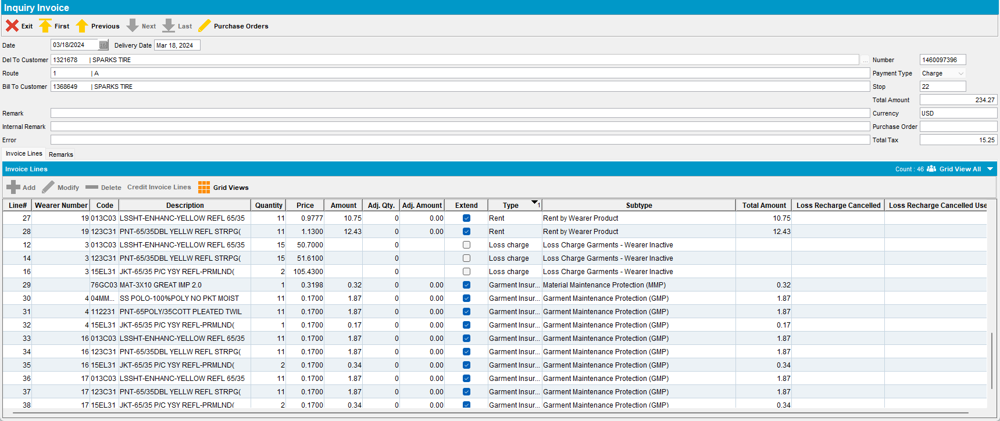 Inquiry Invoice
Exit First Previous Next Last Purchase Orders
Date 03/18/2024 16 Delivery Date Mar 18, 2024
Del To Customer 1321678 | SPARKS TIRE ... Number 1460097396
Route 1 | A Payment Type Charge
Bill To Customer 1368649 | SPARKS TIRE Stop 22
Total Amount 234.27
Remark Currency USD
Internal Remark Purchase Order
Error Total Tax 15.25
Invoice Lines Remarks
Invoice Lines Count : 46 Grid View All
Add Modify Delete Credit Invoice Lines Grid Views
Line# Wearer Number Code Description Quantity Price Amount Adj. Qty. Adj. Amount Extend Type 1 Subtype Total Amount Loss Recharge Cancelled Loss Recharge Cancelled Use
27 19 013C03 LSSHT-ENHANC-YELLOW REFL 65/35 11 0.9777 10.75 0 0.00 Rent Rent by Wearer Product 10.75
28 19 123C31 PNT-65/35DBL YELLW REFL STRPG( 11 1.1300 12.43 0 0.00 Rent Rent by Wearer Product 12.43
12 3 013C03 LSSHT-ENHANC-YELLOW REFL 65/35 15 50.7000 0 Loss charge Loss Charge Garments - Wearer Inactive
14 3 123C31 PNT-65/35DBL YELLW REFL STRPG( 15 51.6100 0 Loss charge Loss Charge Garments - Wearer Inactive
16 3 15EL31 JKT-65/35 P/C YSY REFL-PRMLND( 2 105.4300 0 Loss charge Loss Charge Garments - Wearer Inactive
29 76GC03 MAT-3X10 GREAT IMP 2.0 1 0.3198 0.32 0 0.00 Garment Insur... Material Maintenance Protection (MMP) 0.32
30 4 04MM... SS POLO-100%POLY NO PKT MOIST 11 0.1700 1.87 0 0.00 Garment Insur... Garment Maintenance Protection (GMP) 1.87
31 4 112231 PNT-65POLY/35COTT PLEATED TWIL 11 0.1700 1.87 0 0.00 Garment Insur... Garment Maintenance Protection (GMP) 1.87
32 4 15EL31 JKT-65/35 P/C YSY REFL-PRMLND( 1 0.1700 0.17 0 0.00 Garment Insur... Garment Maintenance Protection (GMP) 0.17
33 16 013C03 LSSHT-ENHANC-YELLOW REFL 65/35 11 0.1700 1.87 0 0.00 Garment Insur... Garment Maintenance Protection (GMP) 1.87
34 16 123C31 PNT-65/35DBL YELLW REFL STRPG( 11 0.1700 1.87 0 0.00 Garment Insur... Garment Maintenance Protection (GMP) 1.87
35 16 15EL31 JKT-65/35 P/C YSY REFL-PRMLND( 2 0.1700 0.34 0 0.00 Garment Insur... Garment Maintenance Protection (GMP) 0.34
36 17 013C03 LSSHT-ENHANC-YELLOW REFL 65/35 11 0.1700 1.87 0 0.00 Garment Insur... Garment Maintenance Protection (GMP) 1.87
37 17 123C31 PNT-65/35DBL YELLW REFL STRPG( 11 0.1700 1.87 0 0.00 Garment Insur... Garment Maintenance Protection (GMP) 1.87
38 17 15EL31 JKT-65/35 P/C YSY REFL-PRMLND( 2 0.1700 0.34 0 0.00 Garment Insur... Garment Maintenance Protection (GMP) 0.34